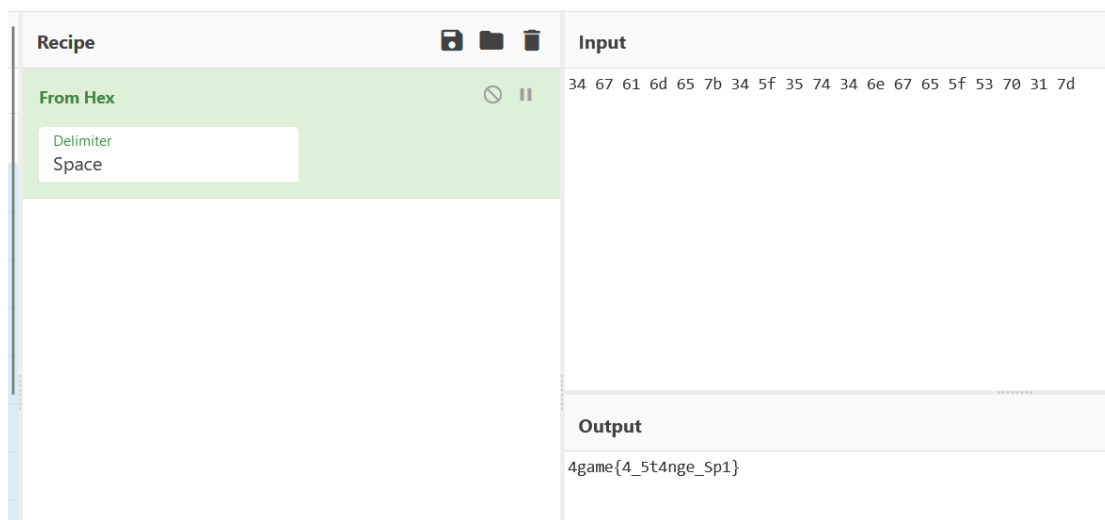 Recipe
From Hex
Delimiter
Space
Input
34 67 61 6d 65 7b 34 5f 35 74 34 6e 67 65 5f 53 70 31 7d
Output
4game{4_5t4nge_Sp1}